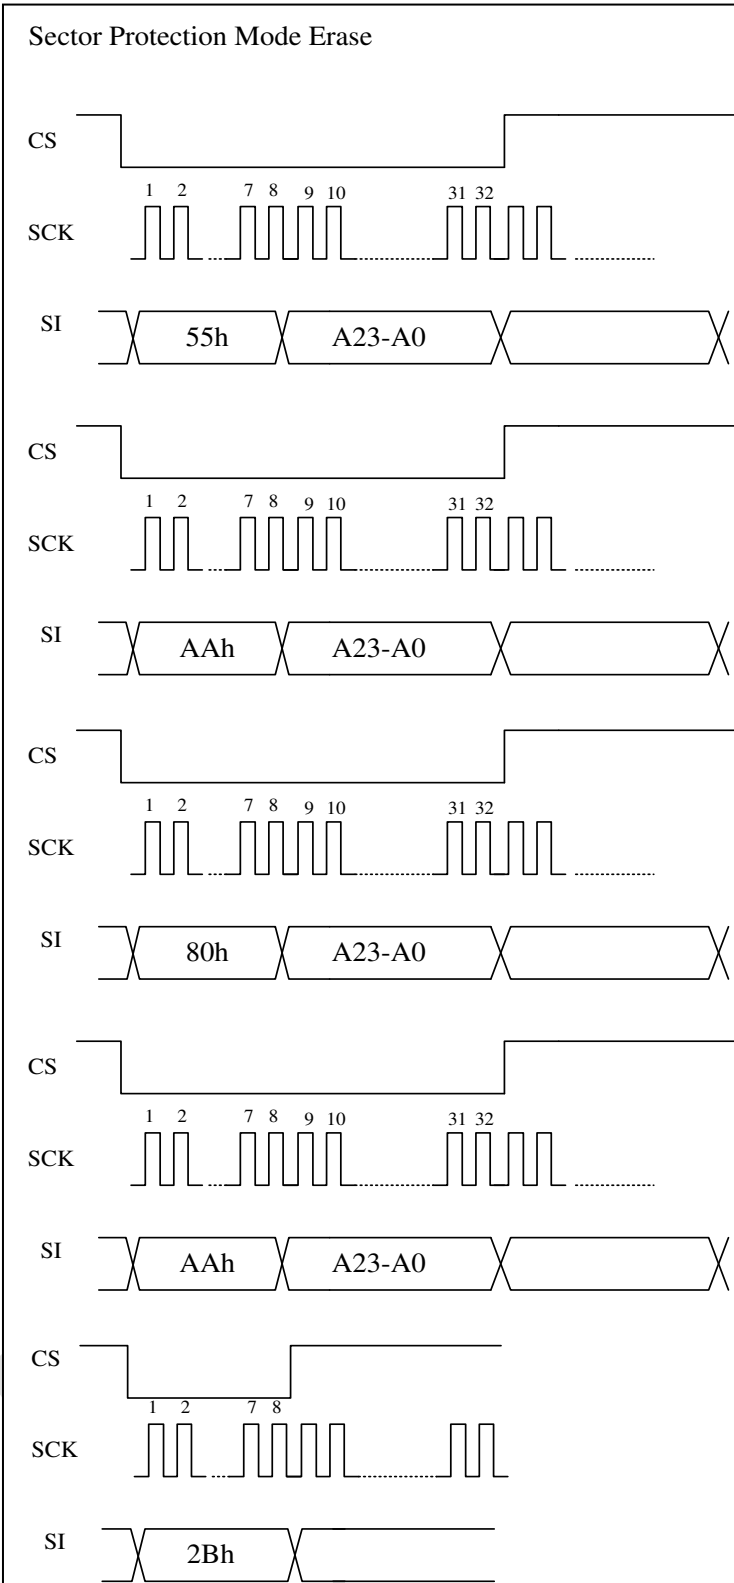 Sector Protection Mode Erase
CS
1 2 7 8 9 10 31 32
SCK
SI 55h A23-A0
CS
1 2 7 8 9 10 31 32
SCK
SI AAh A23-A0
CS
1 2 7 8 9 10 31 32
SCK
SI 80h A23-A0
CS
1 2 7 8 9 10 31 32
SCK
SI AAh A23-A0
CS
1 2 7 8
SCK
SI 2Bh